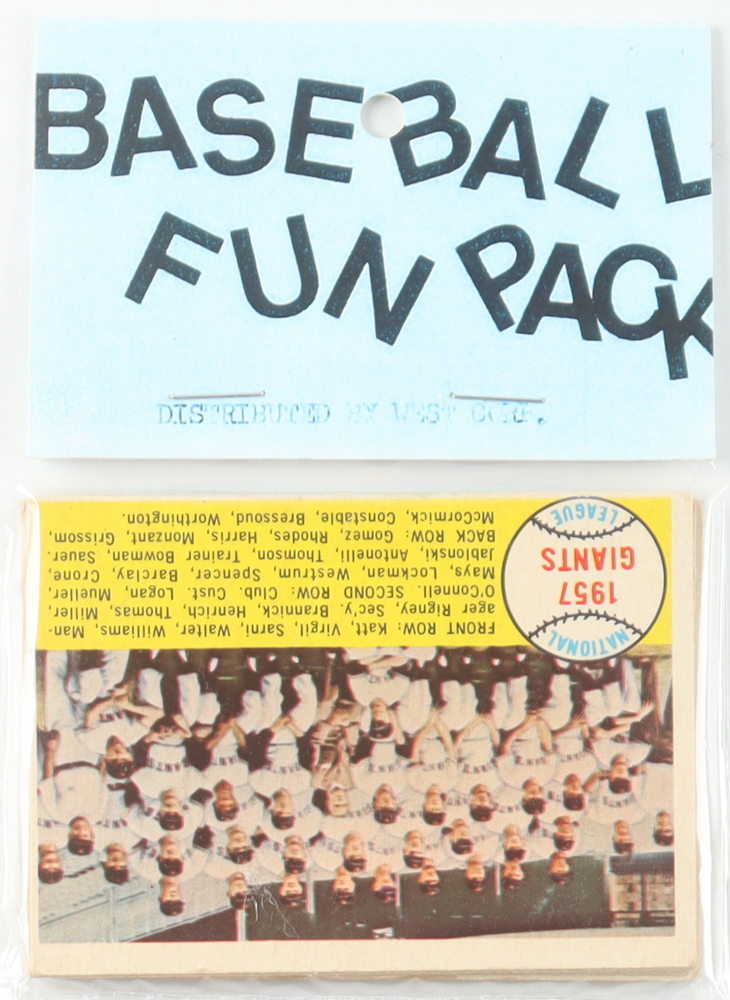 BASEBALL
FUN PACK
DISTRIBUTED BY WEST CORP.
NATIONAL
1957
GIANTS
LEAGUE
FRONT ROW: Katt, Virgil, Sarni, Walter, Williams, Man-
ager Rigney, Sec'y. Brannick, Henrich, Thomas, Miller,
O'Connell. SECOND ROW: Club. Cust. Logan, Mueller,
Mays, Lockman, Westrum, Spencer, Barclay, Crone,
Jablonski, Antonelli, Thomson, Trainer Bowman, Sauer.
BACK ROW: Gomez, Rhodes, Harris, Monzant, Grissom,
McCormick, Constable, Bressoud, Worthington.